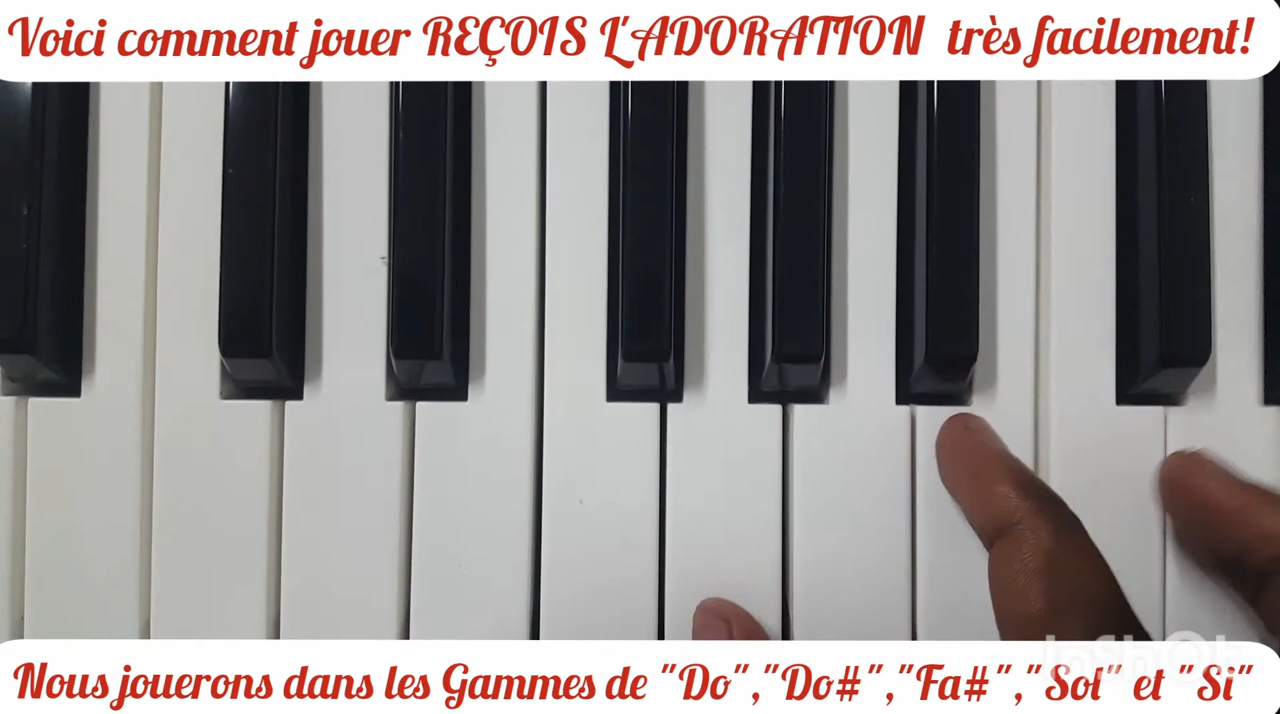 Voici comment jouer REÇOIS L'ADORATION très facilement!
InShOt
Nous jouerons dans les Gammes de "Do","Do#","Fa#","Sol" et "Si"